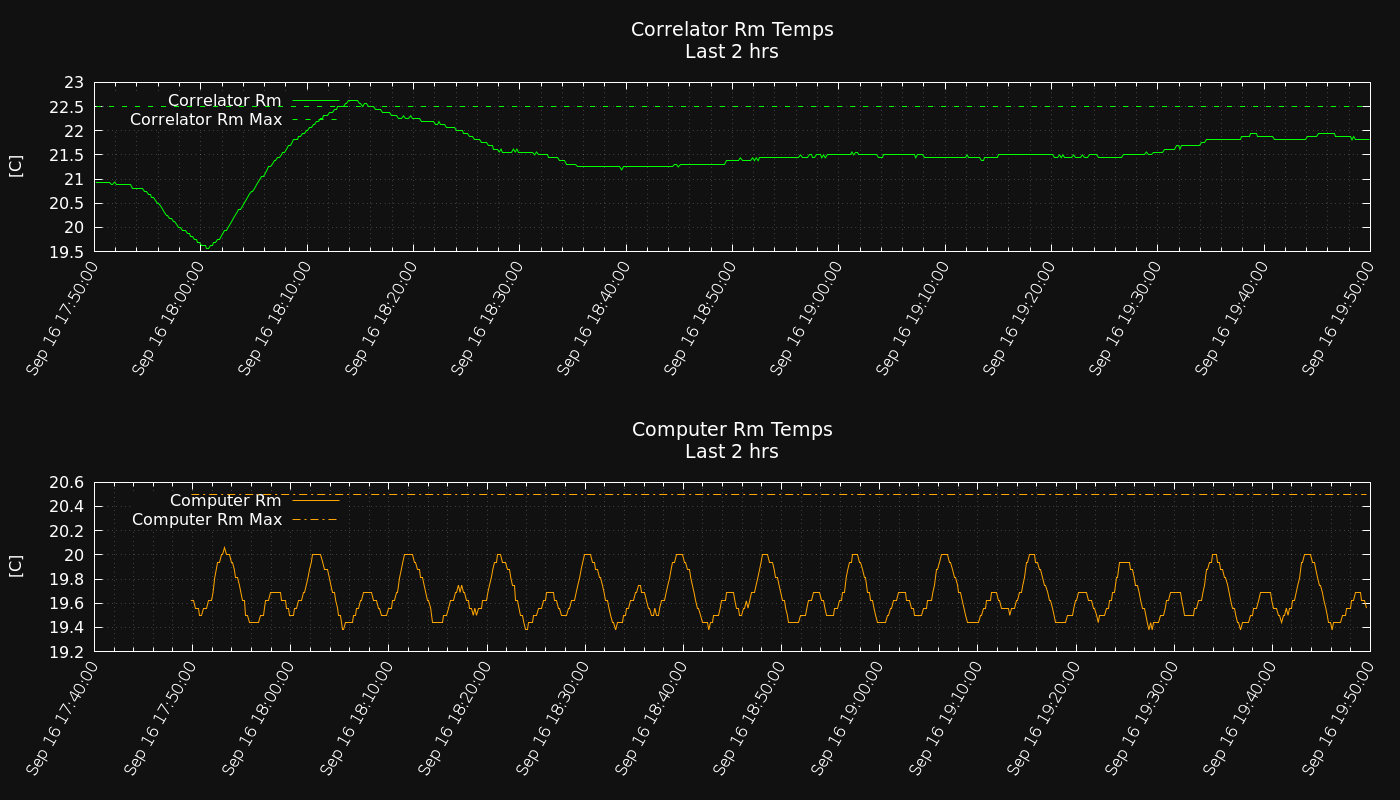 Correlator Rm Temps
Last 2 hrs
23
22.5
22
21.5
21
20.5
20
19.5
[C]
Correlator Rm
Correlator Rm Max
Sep 16 17:50:00
Sep 16 18:00:00
Sep 16 18:10:00
Sep 16 18:20:00
Sep 16 18:30:00
Sep 16 18:40:00
Sep 16 18:50:00
Sep 16 19:00:00
Sep 16 19:10:00
Sep 16 19:20:00
Sep 16 19:30:00
Sep 16 19:40:00
Sep 16 19:50:00
Computer Rm Temps
Last 2 hrs
20.6
20.4
20.2
20
19.8
19.6
19.4
19.2
[C]
Computer Rm
Computer Rm Max
Sep 16 17:40:00
Sep 16 17:50:00
Sep 16 18:00:00
Sep 16 18:10:00
Sep 16 18:20:00
Sep 16 18:30:00
Sep 16 18:40:00
Sep 16 18:50:00
Sep 16 19:00:00
Sep 16 19:10:00
Sep 16 19:20:00
Sep 16 19:30:00
Sep 16 19:40:00
Sep 16 19:50:00